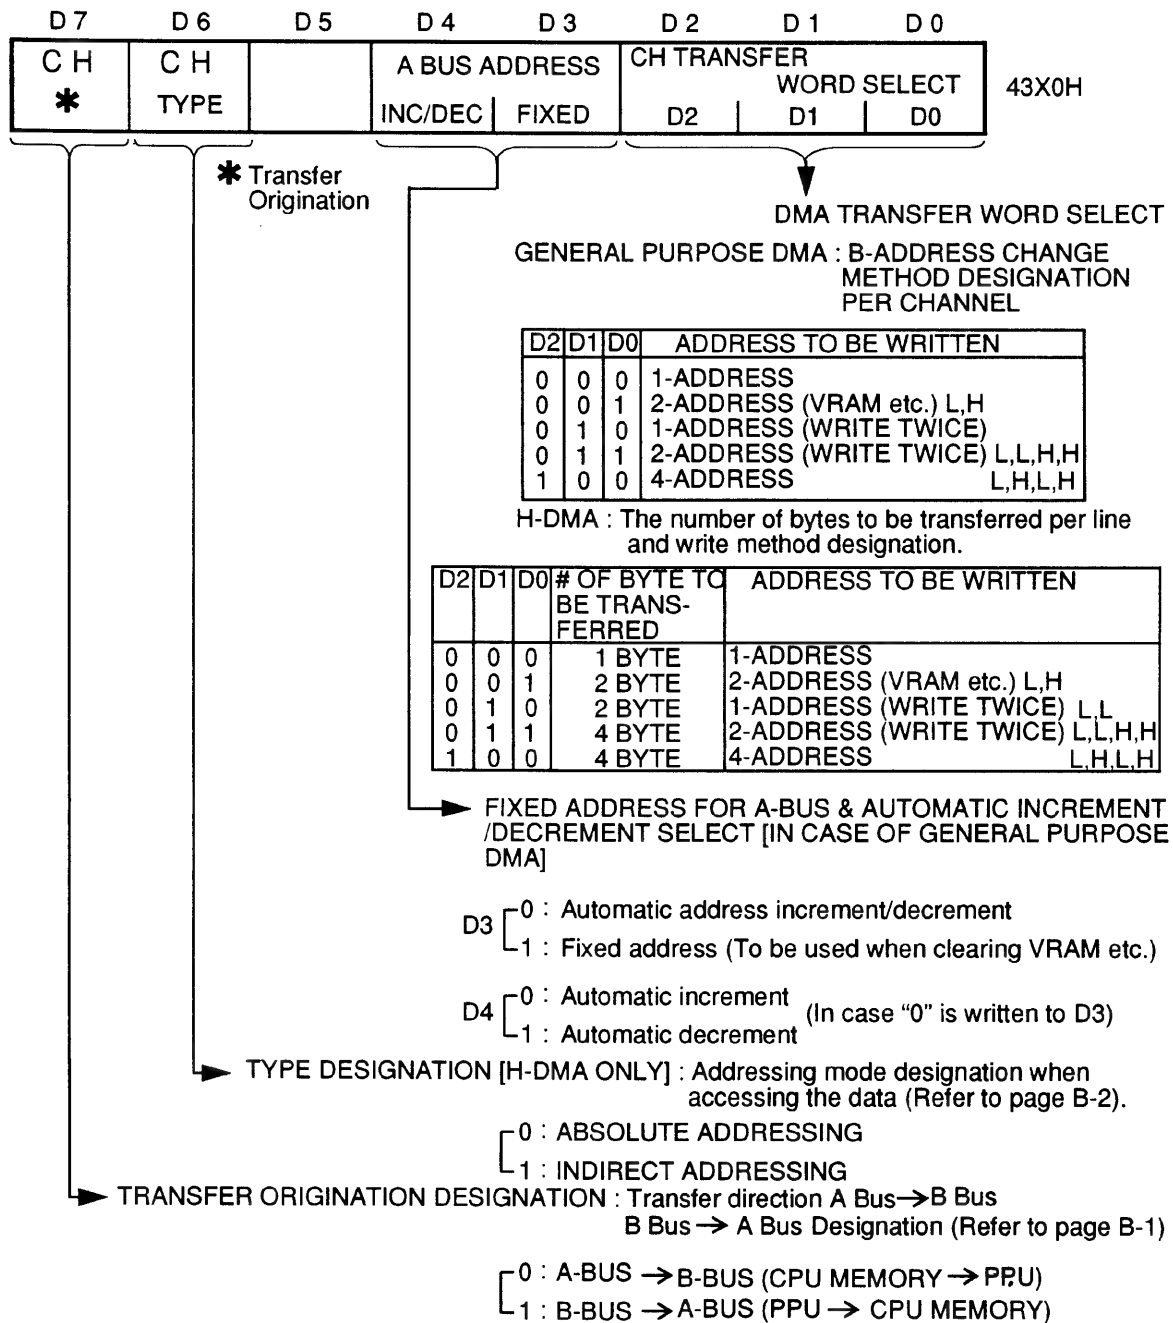 D 7 D 6 D 5 D 4 D 3 D 2 D 1 D 0
C H C H A BUS ADDRESS CH TRANSFER
WORD SELECT 43X0H
✱ TYPE INC/DEC FIXED D2 D1 D0
✱ Transfer
Origination
DMA TRANSFER WORD SELECT
GENERAL PURPOSE DMA : B-ADDRESS CHANGE
METHOD DESIGNATION
PER CHANNEL
D2 D1 D0 ADDRESS TO BE WRITTEN
0 0 0 1-ADDRESS
0 0 1 2-ADDRESS (VRAM etc.) L,H
0 1 0 1-ADDRESS (WRITE TWICE)
0 1 1 2-ADDRESS (WRITE TWICE) L,L,H,H
1 0 0 4-ADDRESS L,H,L,H
H-DMA : The number of bytes to be transferred per line
and write method designation.
D2 D1 D0 # OF BYTE TO ADDRESS TO BE WRITTEN
BE TRANS-
FERRED
0 0 0 1 BYTE 1-ADDRESS
0 0 1 2 BYTE 2-ADDRESS (VRAM etc.) L,H
0 1 0 2 BYTE 1-ADDRESS (WRITE TWICE) L,L
0 1 1 4 BYTE 2-ADDRESS (WRITE TWICE) L,L,H,H
1 0 0 4 BYTE 4-ADDRESS L,H,L,H
FIXED ADDRESS FOR A-BUS & AUTOMATIC INCREMENT
/DECREMENT SELECT [IN CASE OF GENERAL PURPOSE
DMA]
D3 0 : Automatic address increment/decrement
1 : Fixed address (To be used when clearing VRAM etc.)
D4 0 : Automatic increment (In case “0” is written to D3)
1 : Automatic decrement
TYPE DESIGNATION [H-DMA ONLY] : Addressing mode designation when
accessing the data (Refer to page B-2).
0 : ABSOLUTE ADDRESSING
1 : INDIRECT ADDRESSING
TRANSFER ORIGINATION DESIGNATION : Transfer direction A Bus→B Bus
B Bus → A Bus Designation (Refer to page B-1)
0 : A-BUS → B-BUS (CPU MEMORY → PPU)
1 : B-BUS → A-BUS (PPU → CPU MEMORY)